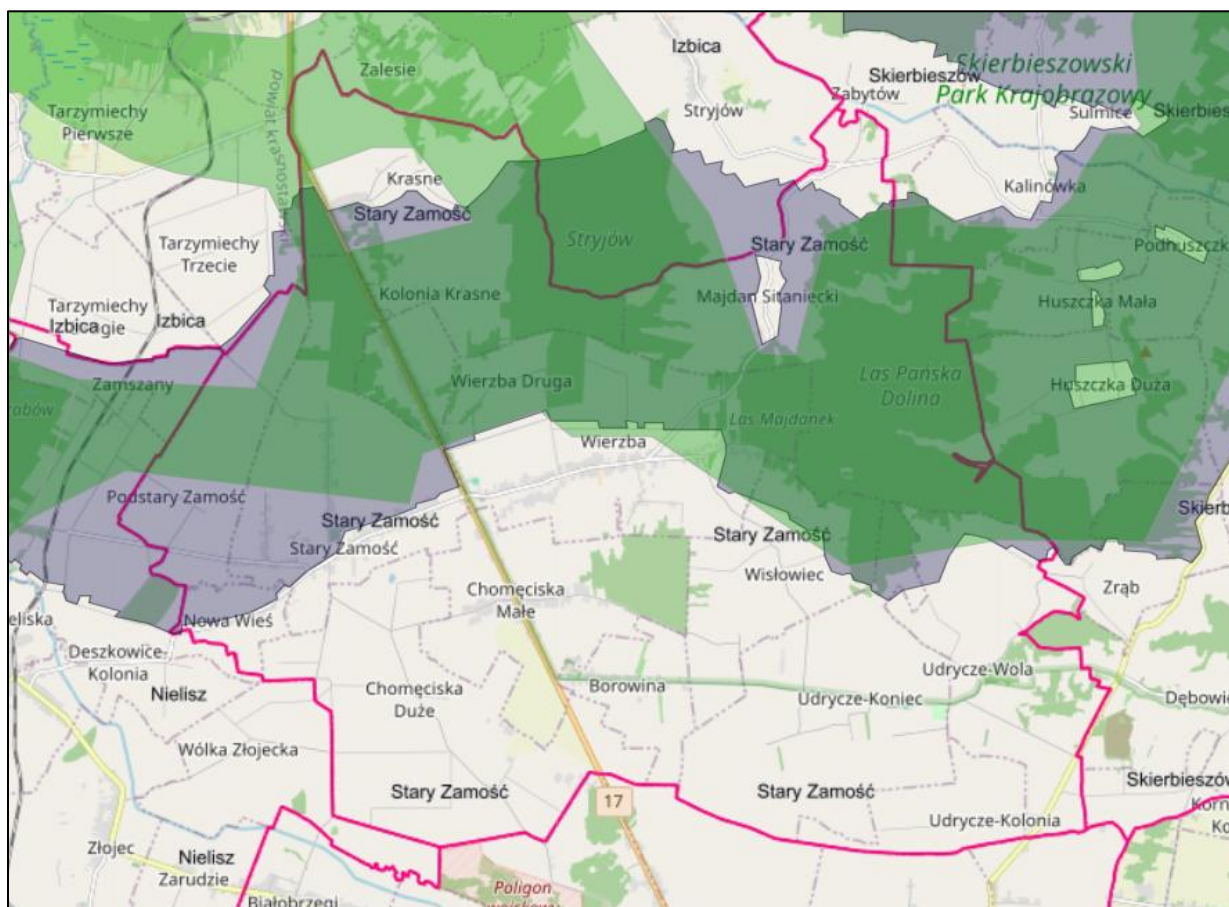 Izbica
Zalesie
Skierbieszów
Skierbieszowski
Park Krajobrazowy
Zabytów
Stryjów
Sulmice
Tarzymiechy
Pierwsze
powiat
Krasne
Kalinówka
Stary Zamość
Tarzymiechy
Trzecie
Stryjów
Stary Zamość
Kolonia Krasne
Majdan Sitaniecki
Huszczka Mała
Tarzymiechy
Izbica
Izbica
Zamszany
Wierzba Druga
Las Pańska
Dolina
Huszczka Duża
Las Majdanek
Wierzba
Podstary Zamość
Stary Zamość
Stary Zamość
Stary Zamość
Wisłowiec
Chomęciska
Małe
Zrąb
Nowa Wieś
Deszkowice-
Kolonia
Nielisz
Chomęciska
Duże
Borowina
Udrycze-Wola
Udrycze-Koniec
Wólka Złojecka
Stary Zamość
Stary Zamość
Skierbieszów
17
Udrycze-Kolonia
Złojec
Nielisz
Zarudzie
Białobrzegi
Poligon